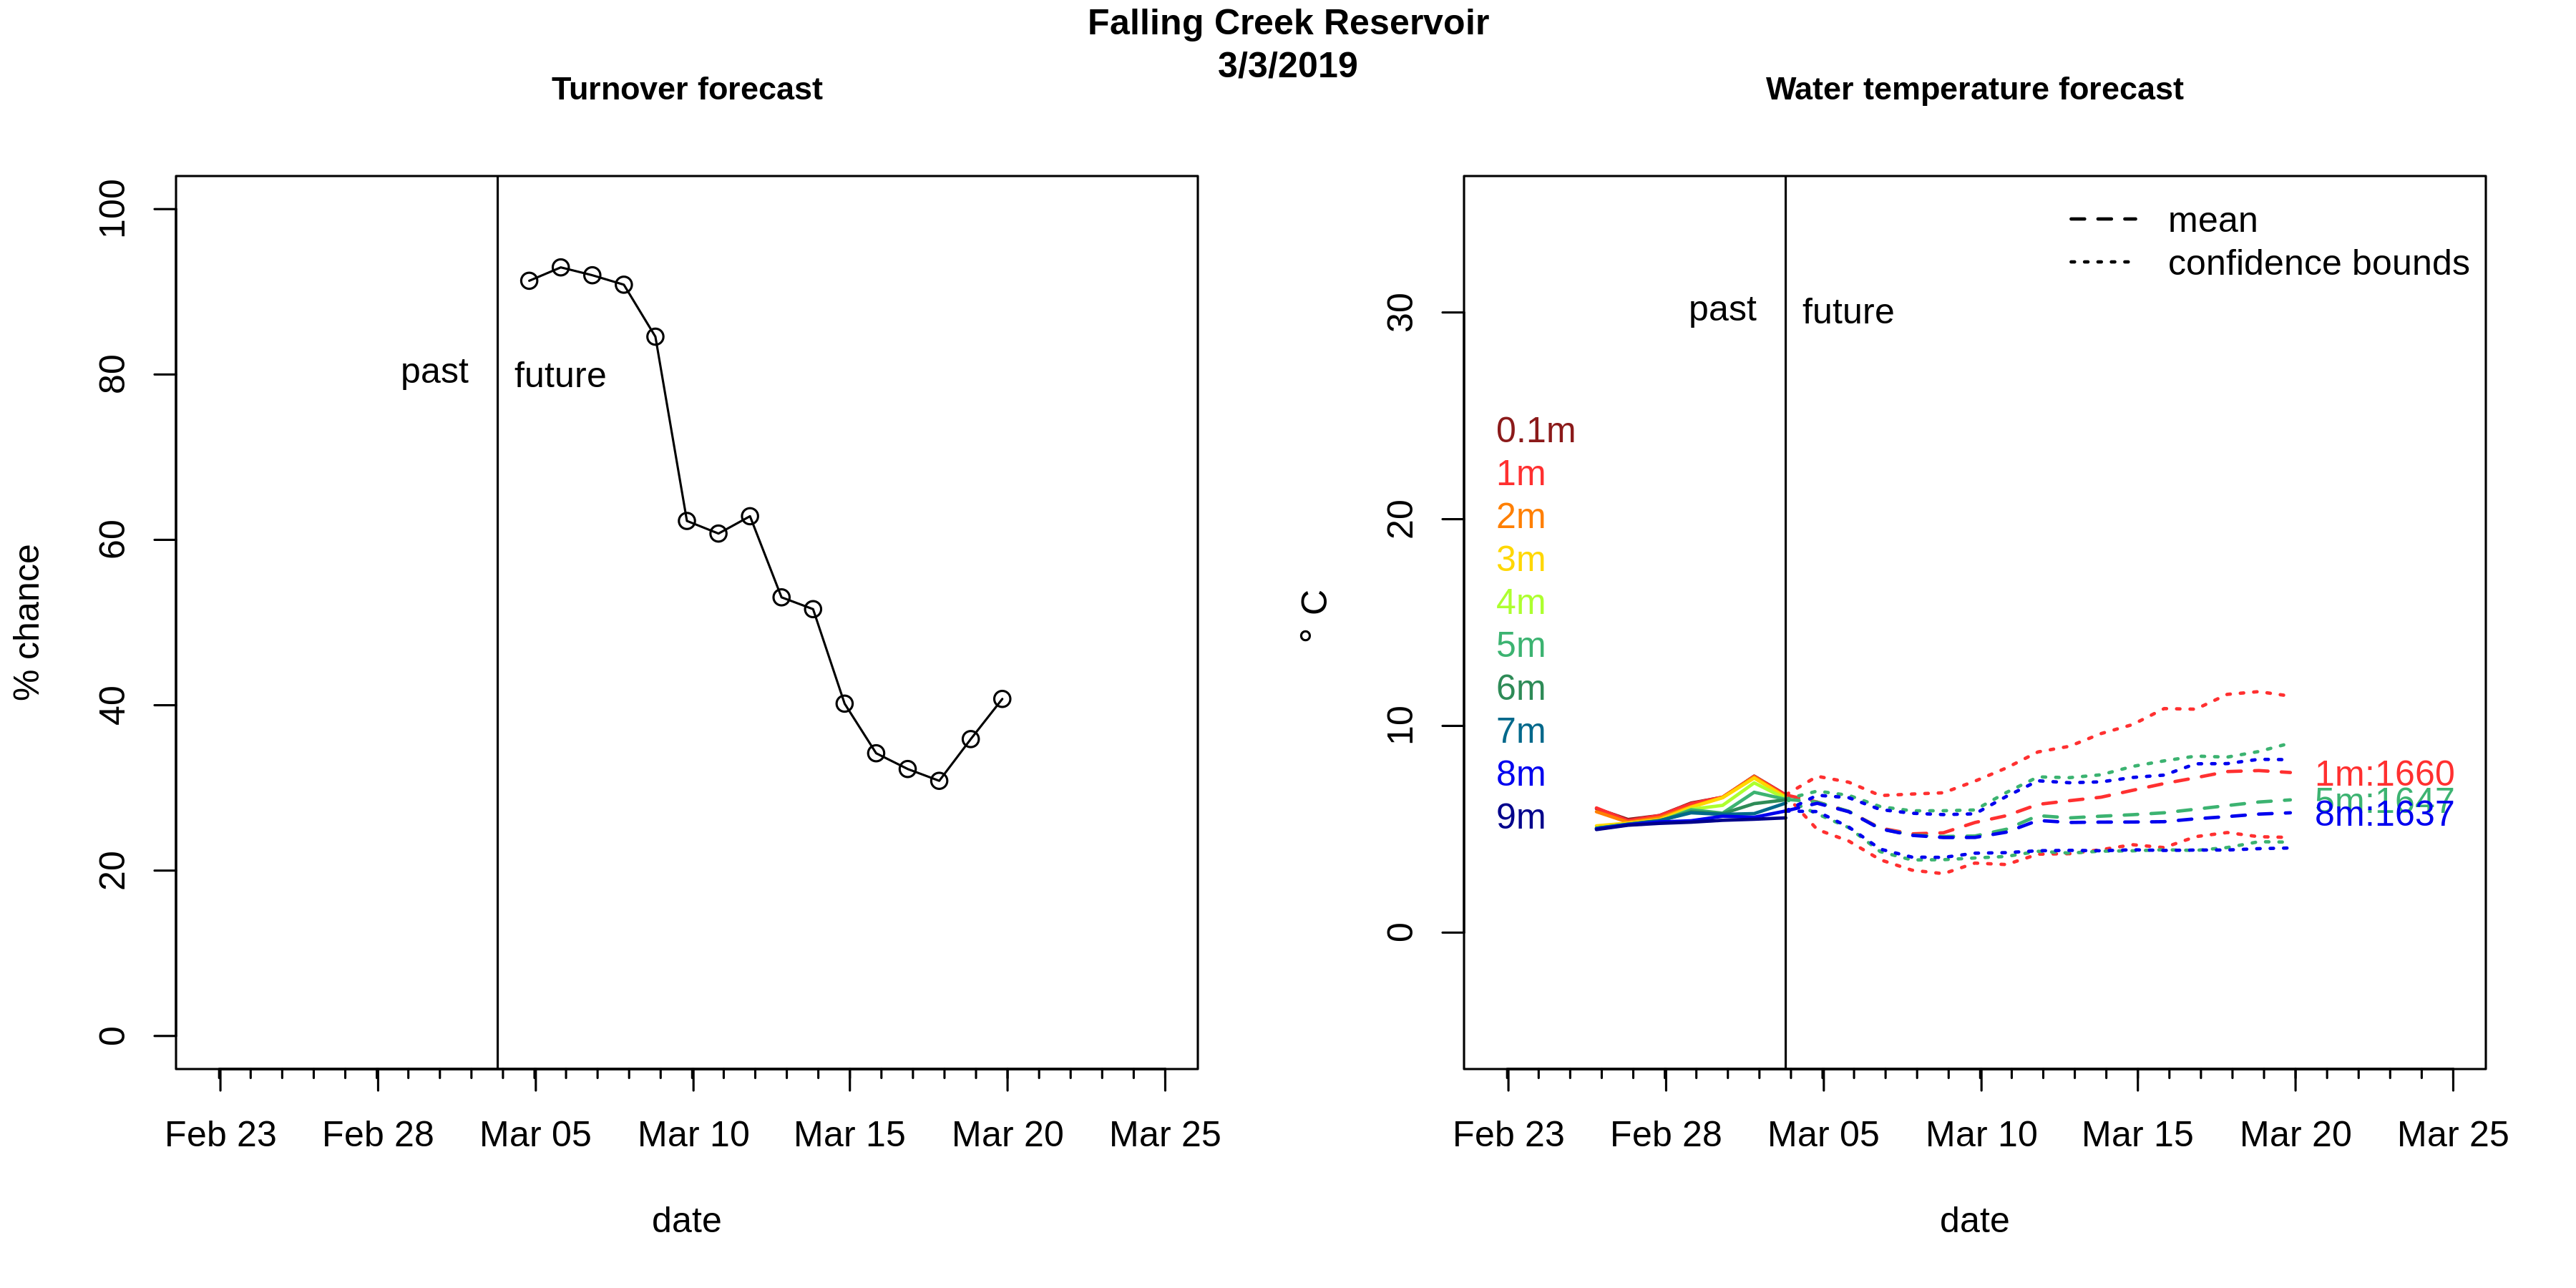 Falling Creek Reservoir
3/3/2019
Turnover forecast
% chance
100
80
60
40
20
0
past
future
Feb 23
Feb 28
Mar 05
Mar 10
Mar 15
Mar 20
Mar 25
date
Water temperature forecast
° C
30
20
10
0
mean
confidence bounds
past
future
0.1m
1m
2m
3m
4m
5m
6m
7m
8m
9m
1m:1660
5m:1647
8m:1637
Feb 23
Feb 28
Mar 05
Mar 10
Mar 15
Mar 20
Mar 25
date